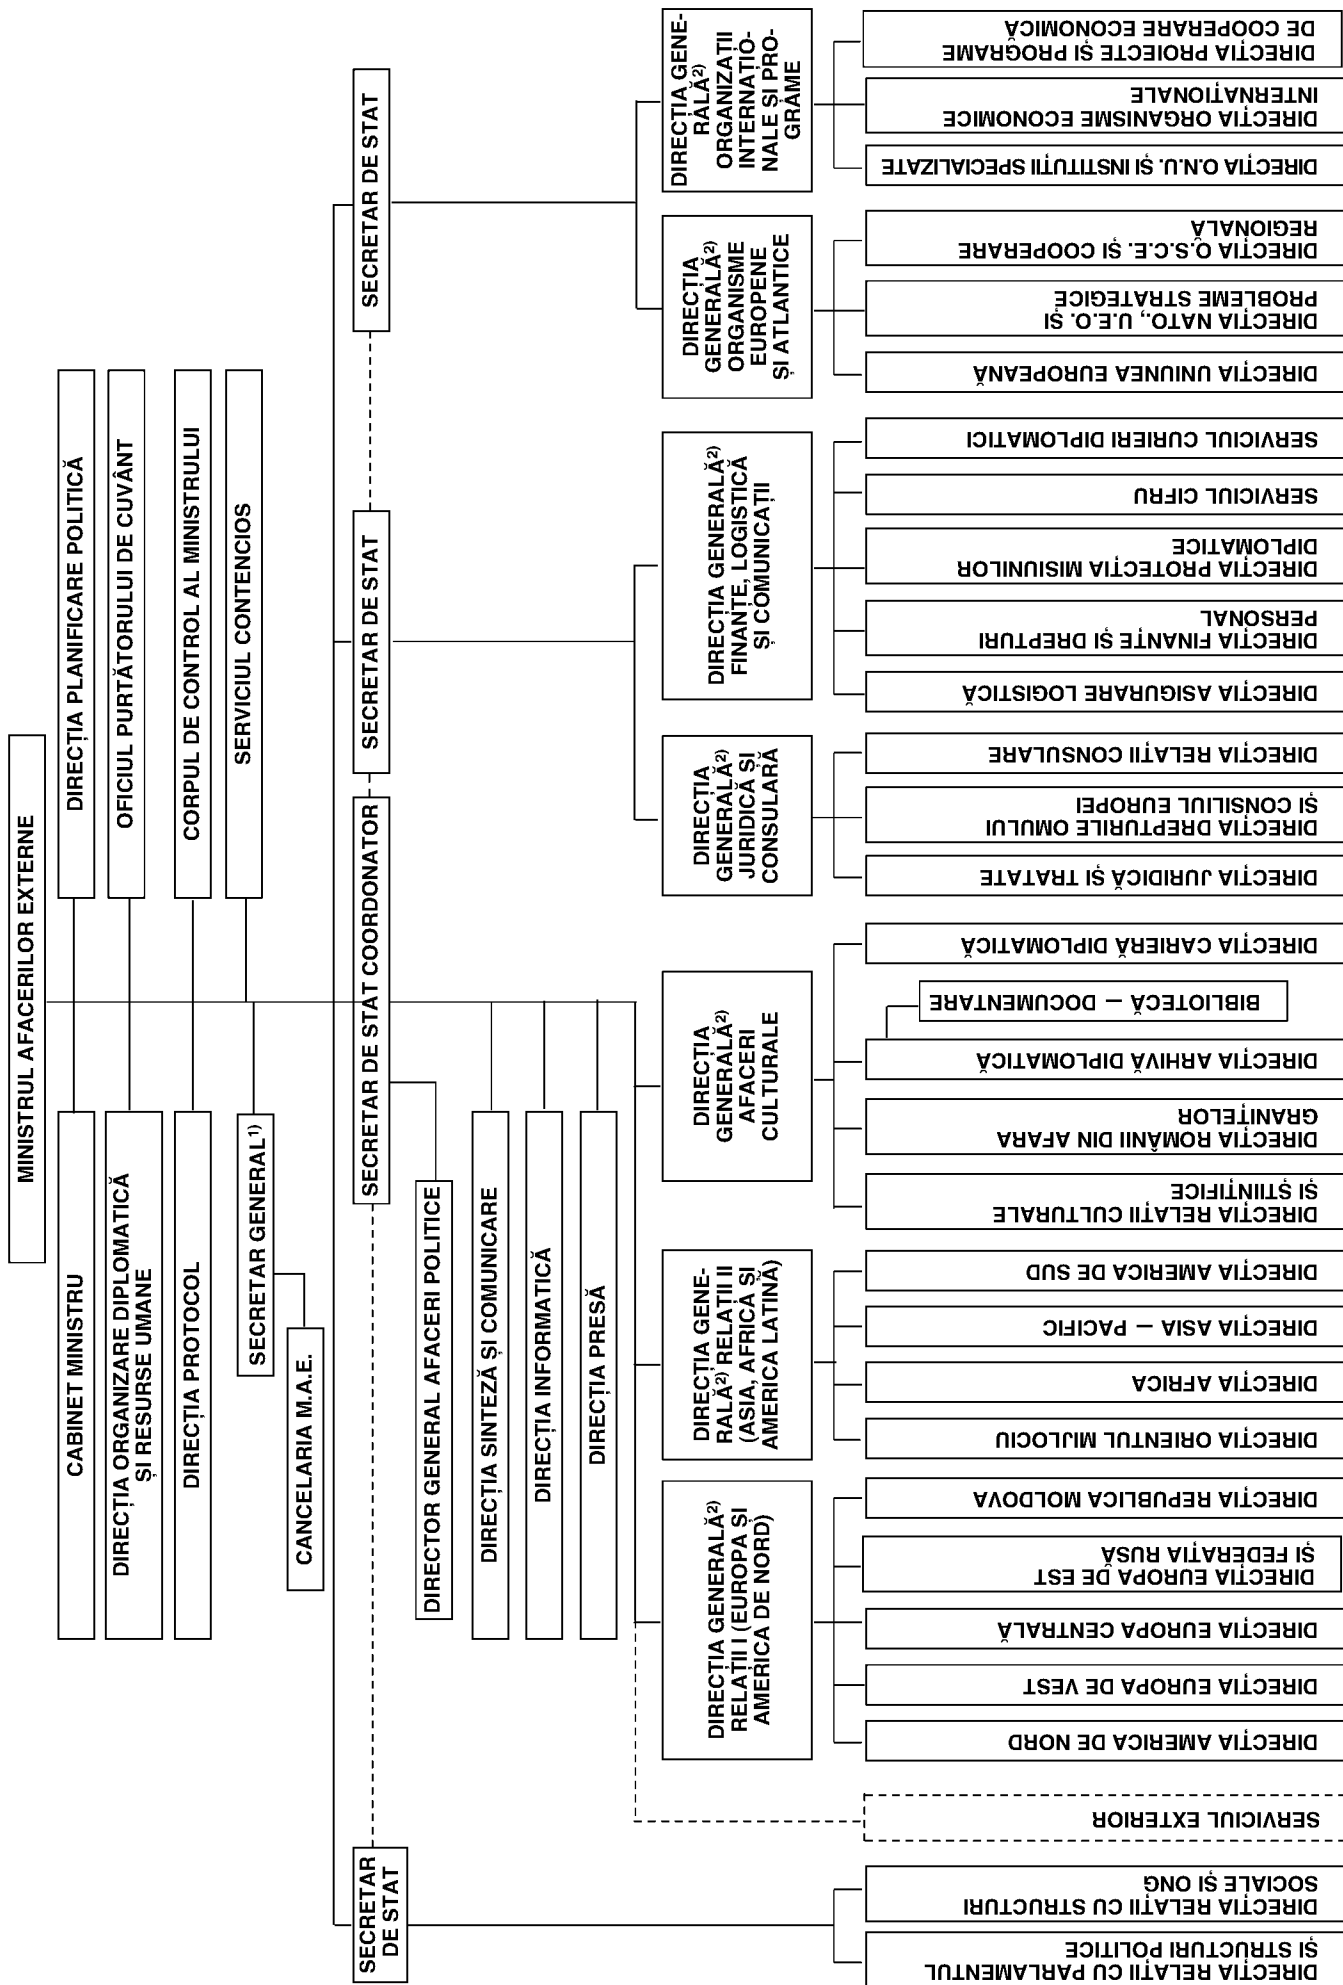 MINISTRUL AFACERILOR EXTERNE
CABINET MINISTRU
DIRECȚIA PLANIFICARE POLITICĂ
DIRECȚIA ORGANIZARE DIPLOMATICĂ
ȘI RESURSE UMANE
OFICIUL PURTĂTORULUI DE CUVÂNT
DIRECȚIA PROTOCOL
CORPUL DE CONTROL AL MINISTRULUI
SECRETAR GENERAL¹⁾
SERVICIUL CONTENCIOS
CANCELARIA M.A.E.
SECRETAR
DE STAT
SECRETAR DE STAT COORDONATOR
SECRETAR DE STAT
SECRETAR DE STAT
DIRECTOR GENERAL AFACERI POLITICE
DIRECȚIA SINTEZĂ ȘI COMUNICARE
DIRECȚIA INFORMATICĂ
DIRECȚIA PRESĂ
DIRECȚIA GENERALĂ²⁾
RELAȚII I (EUROPA ȘI
AMERICA DE NORD)
DIRECȚIA GENE-
RALĂ²⁾ RELAȚII II
(ASIA, AFRICA ȘI
AMERICA LATINĂ)
DIRECȚIA
GENERALĂ²⁾
AFACERI
CULTURALE
DIRECȚIA
GENERALĂ²⁾
JURIDICĂ ȘI
CONSULARĂ
DIRECȚIA GENERALĂ²⁾
FINANȚE, LOGISTICĂ
ȘI COMUNICAȚII
DIRECȚIA
GENERALĂ²⁾
ORGANISME
EUROPENE
ȘI ATLANTICE
DIRECȚIA GENE-
RALĂ²⁾
ORGANIZAȚII
INTERNAȚIO-
NALE ȘI PRO-
GRAME
DIRECȚIA RELAȚII CU PARLAMENTUL
ȘI STRUCTURI POLITICE
DIRECȚIA RELAȚII CU STRUCTURI
SOCIALE ȘI ONG
SERVICIUL EXTERIOR
DIRECȚIA AMERICA DE NORD
DIRECȚIA EUROPA DE VEST
DIRECȚIA EUROPA CENTRALĂ
DIRECȚIA EUROPA DE EST
ȘI FEDERAȚIA RUSĂ
DIRECȚIA REPUBLICA MOLDOVA
DIRECȚIA ORIENTUL MIJLOCIU
DIRECȚIA AFRICA
DIRECȚIA ASIA – PACIFIC
DIRECȚIA AMERICA DE SUD
DIRECȚIA RELAȚII CULTURALE
ȘI ȘTIINȚIFICE
DIRECȚIA ROMÂNII DIN AFARA
GRANIȚELOR
DIRECȚIA ARHIVĂ DIPLOMATICĂ
BIBLIOTECĂ – DOCUMENTARE
DIRECȚIA CARIERĂ DIPLOMATICĂ
DIRECȚIA JURIDICĂ ȘI TRATATE
DIRECȚIA DREPTURILE OMULUI
ȘI CONSILIUL EUROPEI
DIRECȚIA RELAȚII CONSULARE
DIRECȚIA ASIGURARE LOGISTICĂ
DIRECȚIA FINANȚE ȘI DREPTURI
PERSONAL
DIRECȚIA PROTECȚIA MISIUNILOR
DIPLOMATICE
SERVICIUL CIFRU
SERVICIUL CURIERI DIPLOMATICI
DIRECȚIA UNIUNEA EUROPEANĂ
DIRECȚIA NATO., U.E.O. ȘI
PROBLEME STRATEGICE
DIRECȚIA O.S.C.E. ȘI COOPERARE
REGIONALĂ
DIRECȚIA O.N.U. ȘI INSTITUȚII SPECIALIZATE
DIRECȚIA ORGANISME ECONOMICE
INTERNAȚIONALE
DIRECȚIA PROIECTE ȘI PROGRAME
DE COOPERARE ECONOMICĂ